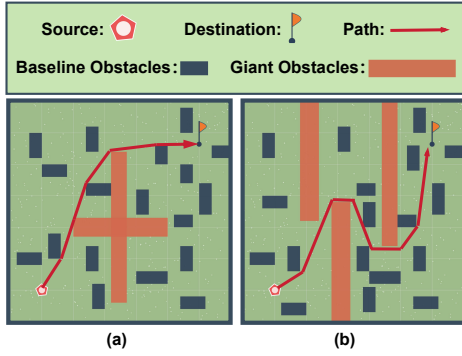 Source: Destination: Path:
Baseline Obstacles: Giant Obstacles:
(a) (b)